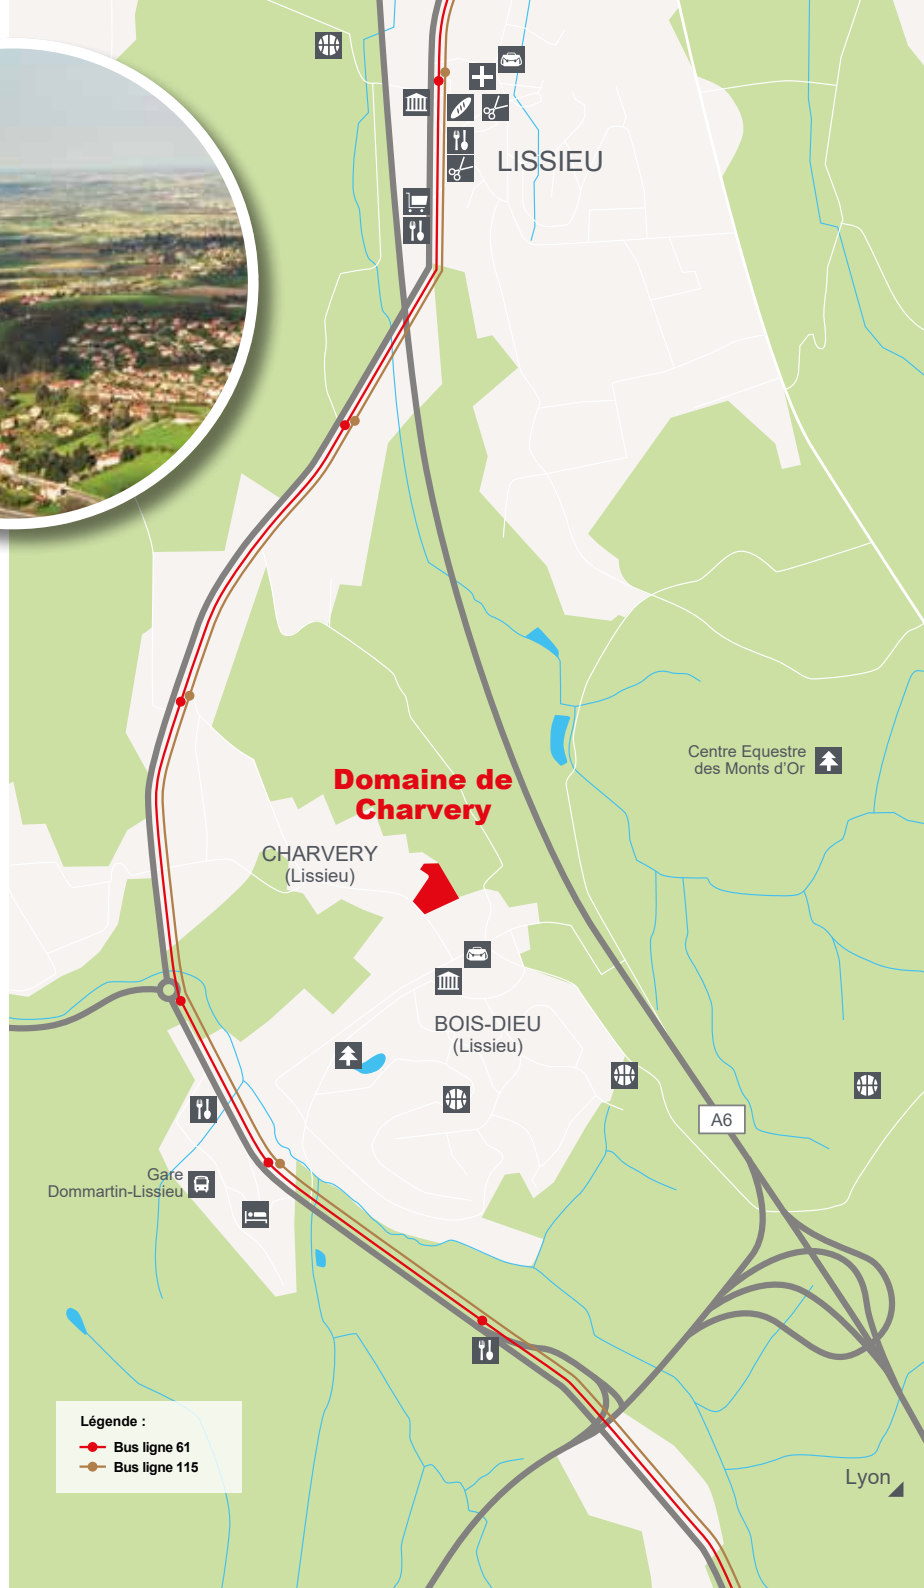 LISSIEU
Centre Equestre
des Monts d'Or
Domaine de
Charvery
CHARVERY
(Lissieu)
BOIS-DIEU
(Lissieu)
A6
Gare
Dommartin-Lissieu
Légende :
Bus ligne 61
Bus ligne 115
Lyon